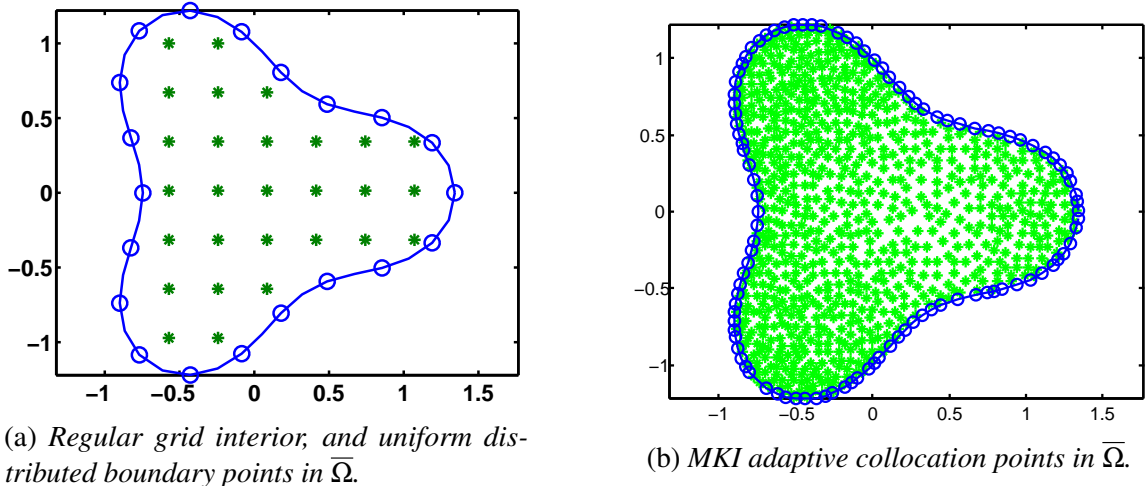 1
0.5
0
−0.5
−1
−1 −0.5 0 0.5 1 1.5
(a) Regular grid interior, and uniform dis-
tributed boundary points in Ω̅.
1
0.5
0
−0.5
−1
−1 −0.5 0 0.5 1 1.5
(b) MKI adaptive collocation points in Ω̅.